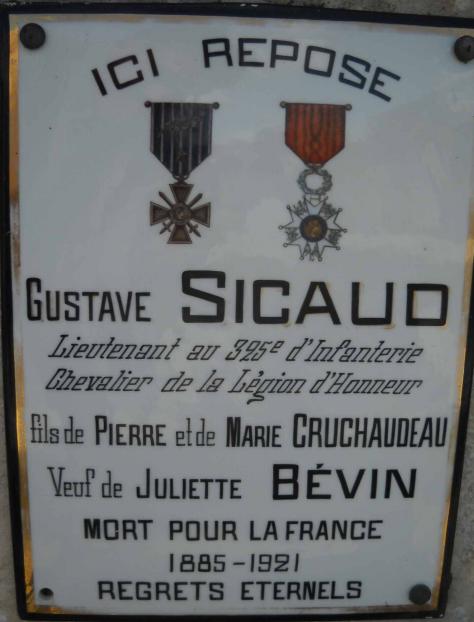 ICI REPOSE
GUSTAVE SICAUD
Lieutenant au 325e d'Infanterie
Chevalier de la Légion d'Honneur
fils de PIERRE et de MARIE CRUCHAUDEAU
Veuf de JULIETTE BÉVIN
MORT POUR LA FRANCE
1885-1921
REGRETS ETERNELS